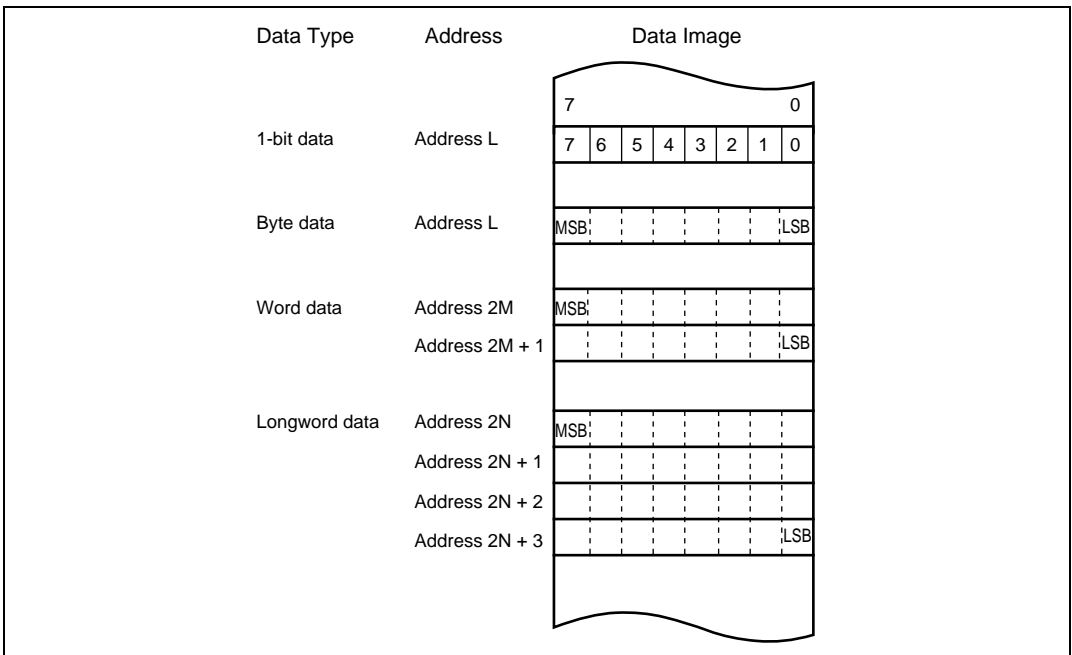 Data Type Address Data Image
7 0
1-bit data Address L 7 6 5 4 3 2 1 0
Byte data Address L MSB LSB
Word data Address 2M MSB
Address 2M + 1 LSB
Longword data Address 2N MSB
Address 2N + 1
Address 2N + 2
Address 2N + 3 LSB